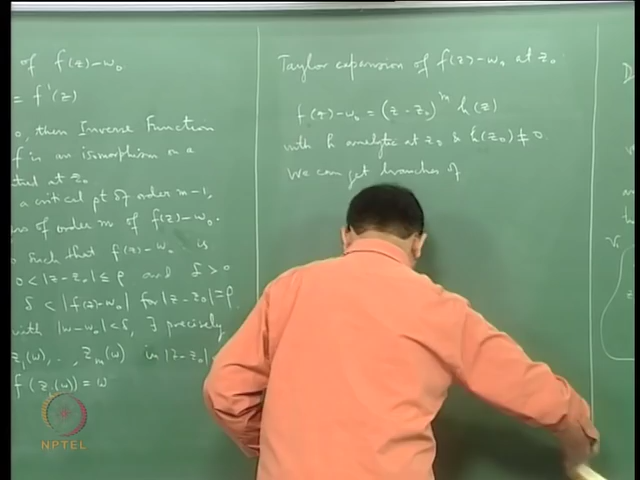 of f(z)-w₀
= f'(z)
0, then Inverse Function
f is an isomorphism on a
at z₀
a critical pt of order m-1,
of order m of f(z)-w₀.
such that f(z)-w₀ is
0<|z-z₀|≤ρ and δ>0
δ<|f(z)-w₀| for |z-z₀|=ρ
with |w-w₀|<δ, ∃ precisely
z₁(w),.., zₘ(w) in |z-z₀|
f(zᵢ(w)) = w
NPTEL
Taylor expansion of f(z)-w₀ at z₀:
f(z)-w₀ = (z-z₀)ᵐ h(z)
with h analytic at z₀ & h(z₀) ≠ 0.
We can get branches of